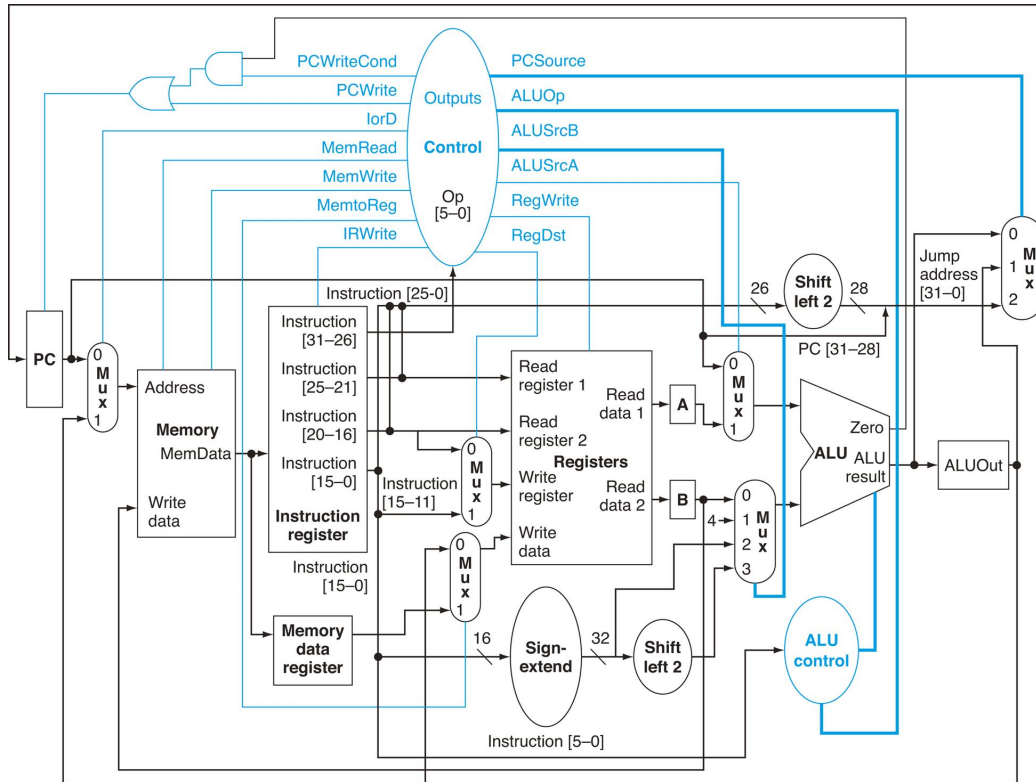 PCWriteCond
PCWrite
IorD
MemRead
MemWrite
MemtoReg
IRWrite
Outputs
Control
Op
[5–0]
PCSource
ALUOp
ALUSrcB
ALUSrcA
RegWrite
RegDst
Instruction [25-0]
26
Shift
left 2
28
Jump
address
[31–0]
PC [31–28]
0
1
2
M
u
x
PC
0
M
u
x
1
Address
Memory
MemData
Write
data
Instruction
[31–26]
Instruction
[25–21]
Instruction
[20–16]
Instruction
[15–0]
Instruction
register
Instruction
[15–0]
Instruction
[15–11]
0
M
u
x
1
0
M
u
x
1
Memory
data
register
Read
register 1
Read
register 2
Registers
Write
register
Write
data
Read
data 1
Read
data 2
A
B
0
M
u
x
1
4
0
1
2
3
M
u
x
Zero
ALU
ALU
result
ALUOut
16
Sign-
extend
32
Shift
left 2
ALU
control
Instruction [5–0]